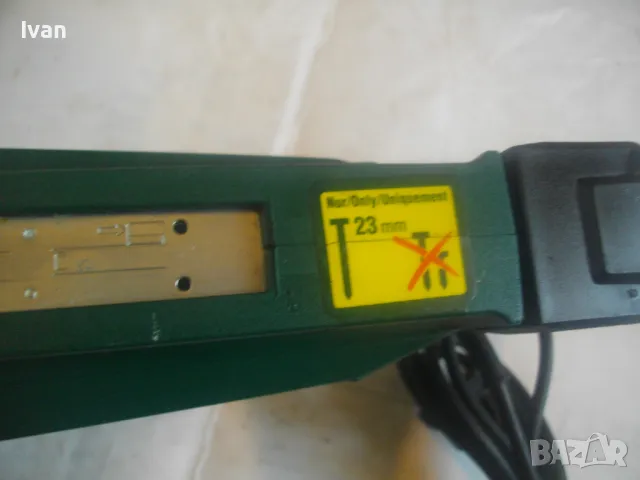 Ivan
Nur/Only/Uniquement
23 mm
BAZAR